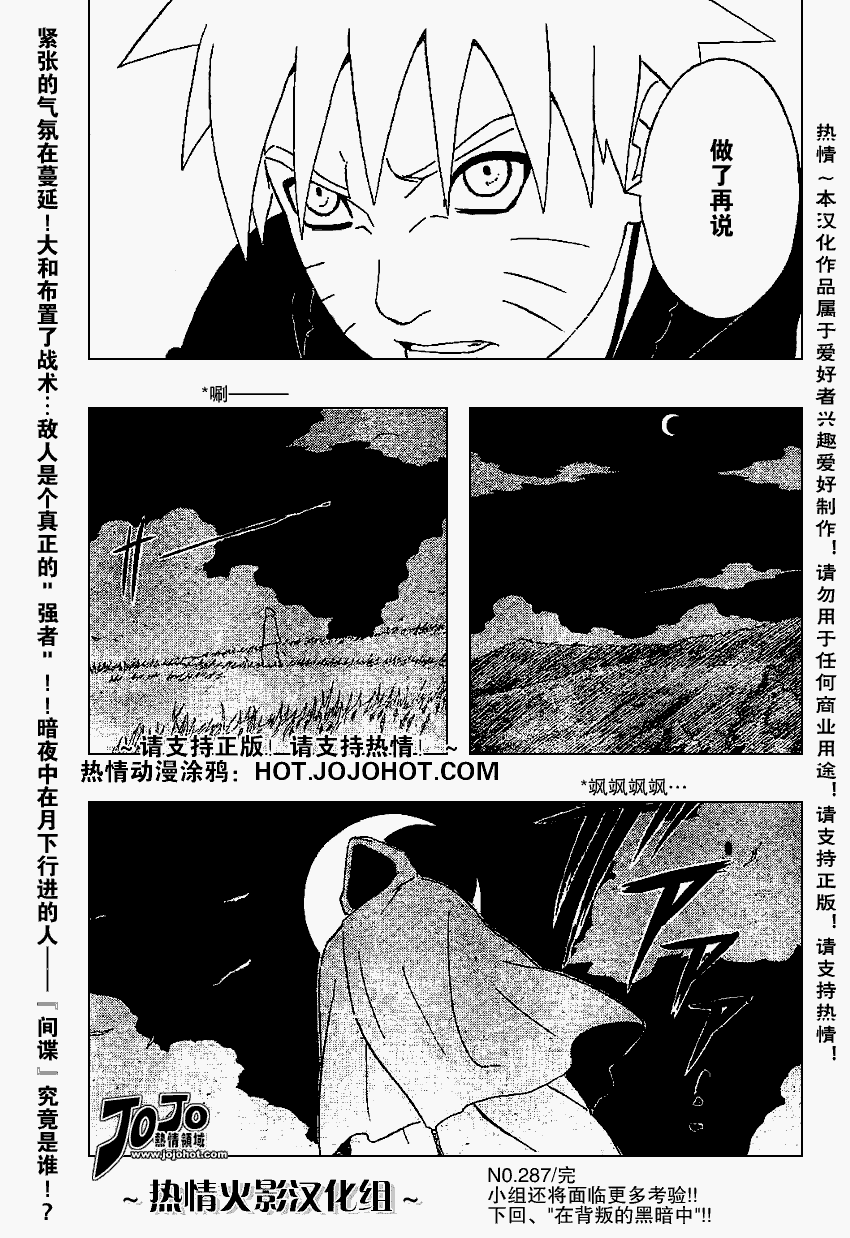 做了再说
*唰———
~请支持正版！请支持热情！~
热情动漫涂鸦：HOT.JOJOHOT.COM
*飒飒飒飒…
紧张的气氛在蔓延！大和布置了战术…敌人是个真正的"强者"！！暗夜中在月下行进的人——『间谍』究竟是谁！？
热情～本汉化作品属于爱好者兴趣爱好制作！请勿用于任何商业用途！请支持正版！请支持热情！
JOJO
热情領域
www.jojohot.com
~热情火影汉化组~
NO.287/完
小组还将面临更多考验!!
下回、"在背叛的黑暗中"!!